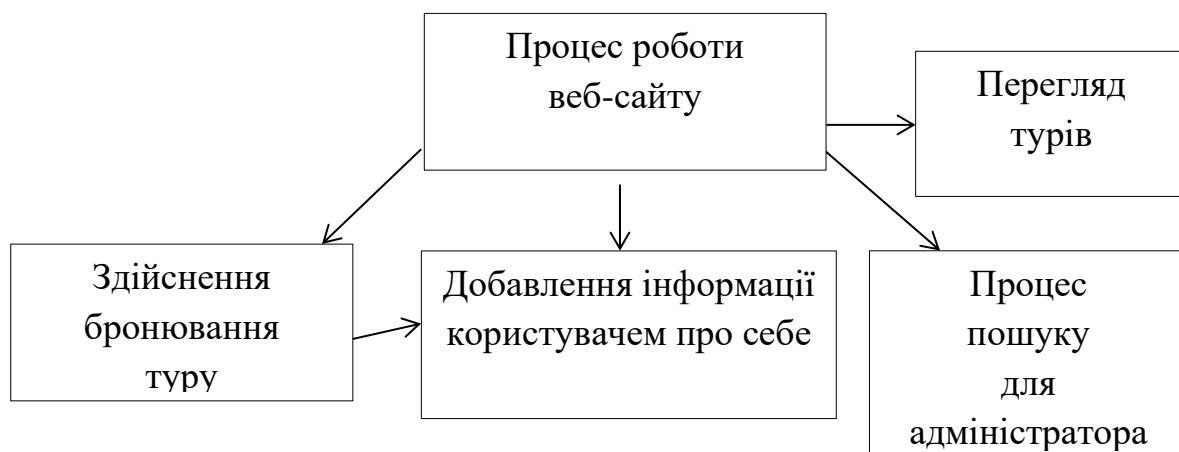 Процес роботи
веб-сайту
Перегляд
турів
Здійснення
бронювання
туру
Добавлення інформації
користувачем про себе
Процес
пошуку
для
адміністратора